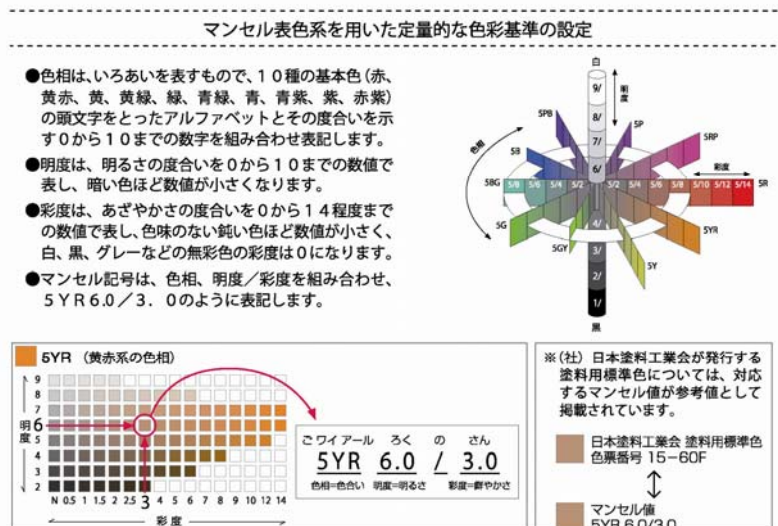 マンセル表色系を用いた定量的な色彩基準の設定
●色相は、いろあいを表すもので、１０種の基本色（赤、
黄赤、黄、黄緑、緑、青緑、青、青紫、紫、赤紫）
の頭文字をとったアルファベットとその度合いを示
す０から１０までの数字を組み合わせ表記します。
●明度は、明るさの度合いを０から１０までの数値で
表し、暗い色ほど数値が小さくなります。
●彩度は、あざやかさの度合いを０から１４程度まで
の数値で表し、色味のない鈍い色ほど数値が小さく、
白、黒、グレーなどの無彩色の彩度は０になります。
●マンセル記号は、色相、明度／彩度を組み合わせ、
５ＹＲ6.０／３．０のように表記します。
白
明度
9/
8/
7/
6/
色相
5PB
5P
5B
5RP
彩度
5BG
5/8 5/6 5/4 5/2 5/2 5/4 5/6 5/8 5/10 5/12 5/14
5R
5G
5GY
5Y
5YR
4/
3/
2/
1/
黒
5YR （黄赤系の色相）
明度
9
8
7
6
5
4
3
2
N 0.5 1 1.5 2 2.5 3 4 5 6 7 8 9 10 12 14
彩度
ごワイアール ろく の さん
5YR 6.0 / 3.0
色相=色合い 明度=明るさ 彩度=鮮やかさ
※（社）日本塗料工業会が発行する
塗料用標準色については、対応
するマンセル値が参考値として
掲載されています。
日本塗料工業会 塗料用標準色
色票番号 15－60F
マンセル値
5YR 6.0/3.0